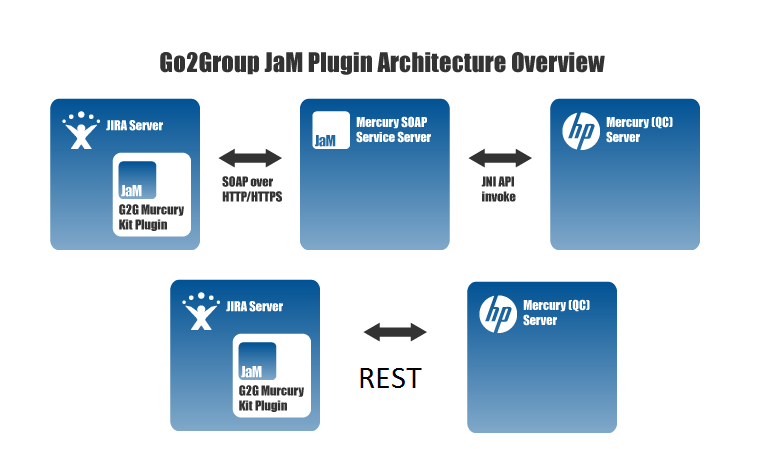 Go2Group JaM Plugin Architecture Overview
JIRA Server
JaM
G2G Murcury
Kit Plugin
SOAP over
HTTP/HTTPS
JaM
Mercury SOAP
Service Server
JNI API
invoke
hp
Mercury (QC)
Server
JIRA Server
JaM
G2G Murcury
Kit Plugin
REST
hp
Mercury (QC)
Server